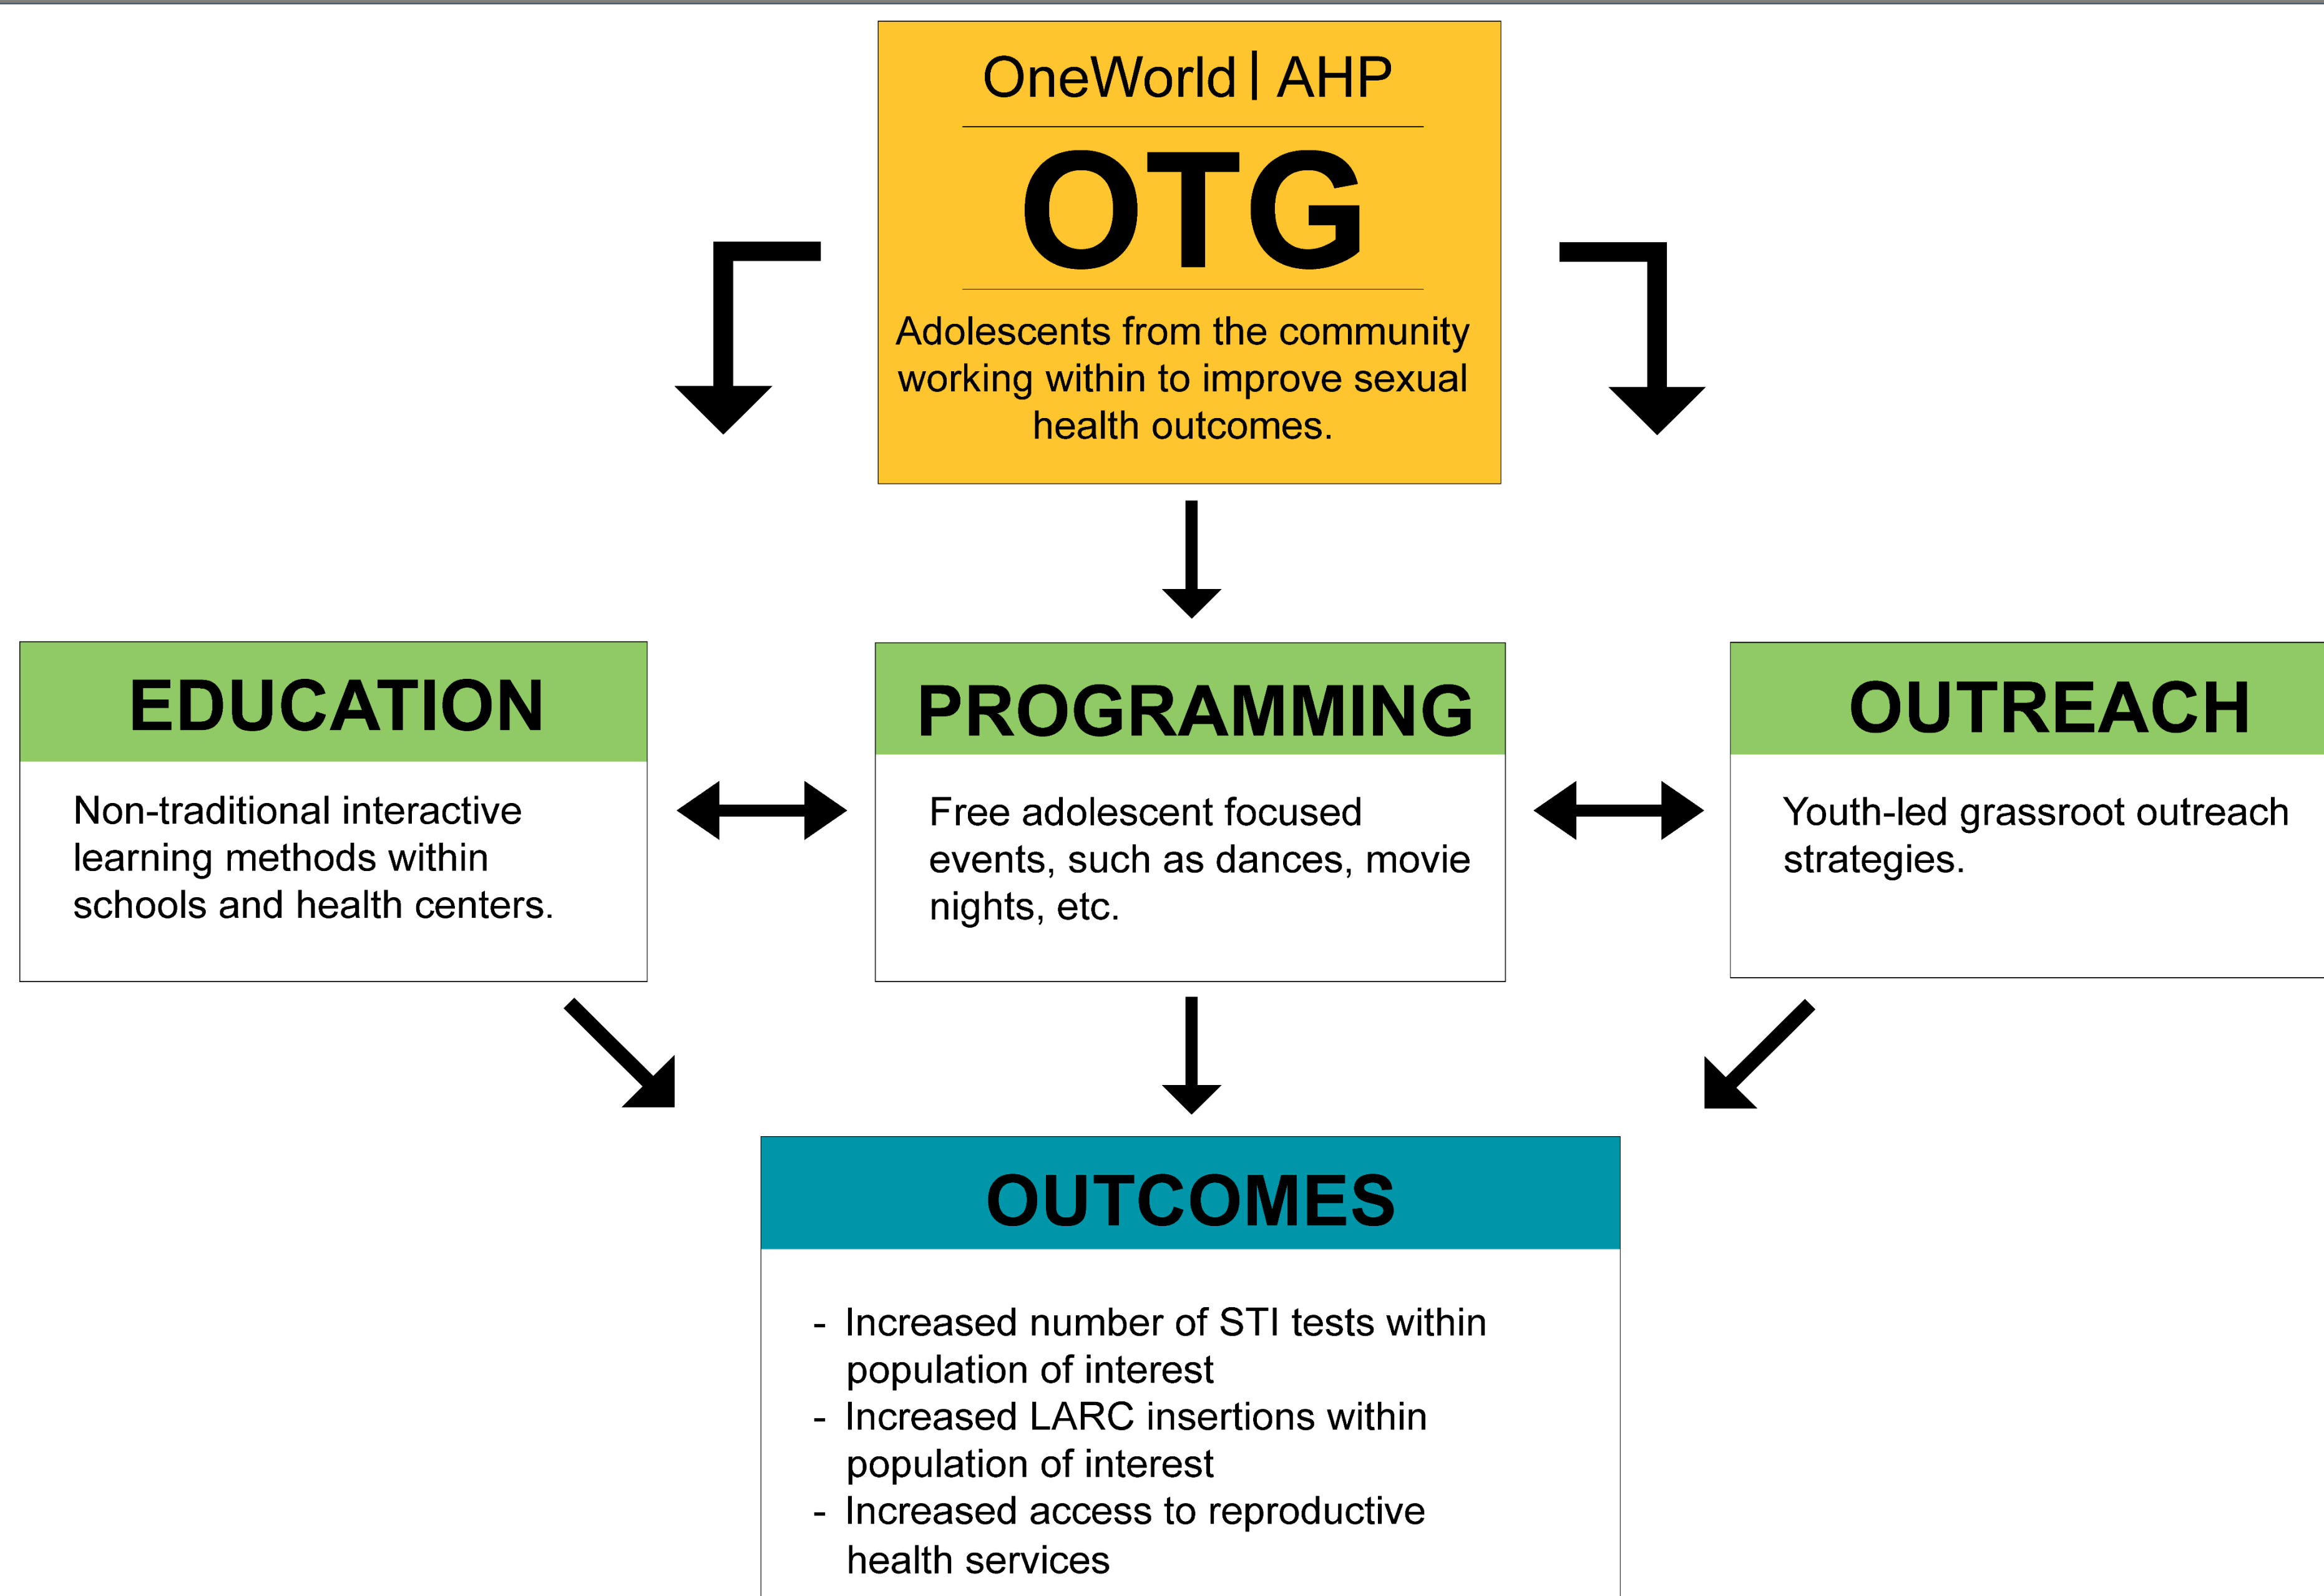 OneWorld | AHP
OTG
Adolescents from the community
working within to improve sexual
health outcomes.
EDUCATION
Non-traditional interactive
learning methods within
schools and health centers.
PROGRAMMING
Free adolescent focused
events, such as dances, movie
nights, etc.
OUTREACH
Youth-led grassroot outreach
strategies.
OUTCOMES
- Increased number of STI tests within
population of interest
- Increased LARC insertions within
population of interest
- Increased access to reproductive
health services